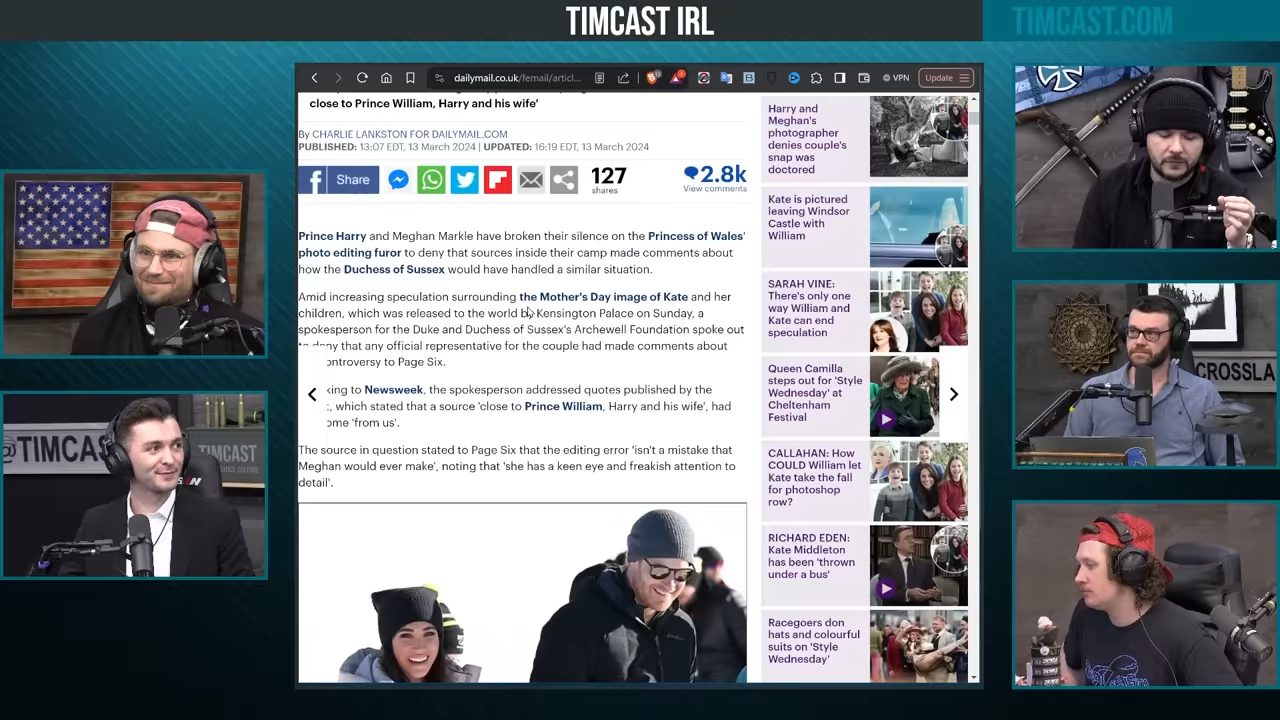 TIMCAST IRL
TIMCAST.COM
dailymail.co.uk/femail/articl...
VPN
Update
close to Prince William, Harry and his wife'
By CHARLIE LANKSTON FOR DAILYMAIL.COM
PUBLISHED: 13:07 EDT, 13 March 2024 | UPDATED: 16:19 EDT, 13 March 2024
Share
127
shares
2.8k
View comments
Prince Harry and Meghan Markle have broken their silence on the Princess of Wales'
photo editing furor to deny that sources inside their camp made comments about
how the Duchess of Sussex would have handled a similar situation.
Amid increasing speculation surrounding the Mother's Day image of Kate and her
children, which was released to the world by Kensington Palace on Sunday, a
spokesperson for the Duke and Duchess of Sussex's Archewell Foundation spoke out
to deny that any official representative for the couple had made comments about
ontroversy to Page Six.
king to Newsweek, the spokesperson addressed quotes published by the
, which stated that a source 'close to Prince William, Harry and his wife', had
ome 'from us'.
The source in question stated to Page Six that the editing error 'isn't a mistake that
Meghan would ever make', noting that 'she has a keen eye and freakish attention to
detail'.
Harry and
Meghan's
photographer
denies couple's
snap was
doctored
Kate is pictured
leaving Windsor
Castle with
William
SARAH VINE:
There's only one
way William and
Kate can end
speculation
Queen Camilla
steps out for 'Style
Wednesday' at
Cheltenham
Festival
CALLAHAN: How
COULD William let
Kate take the fall
for photoshop
row?
RICHARD EDEN:
Kate Middleton
has been 'thrown
under a bus'
Racegoers don
hats and colourful
suits on 'Style
Wednesday'
@TIMCAS
TIMCAST
CROSSLA